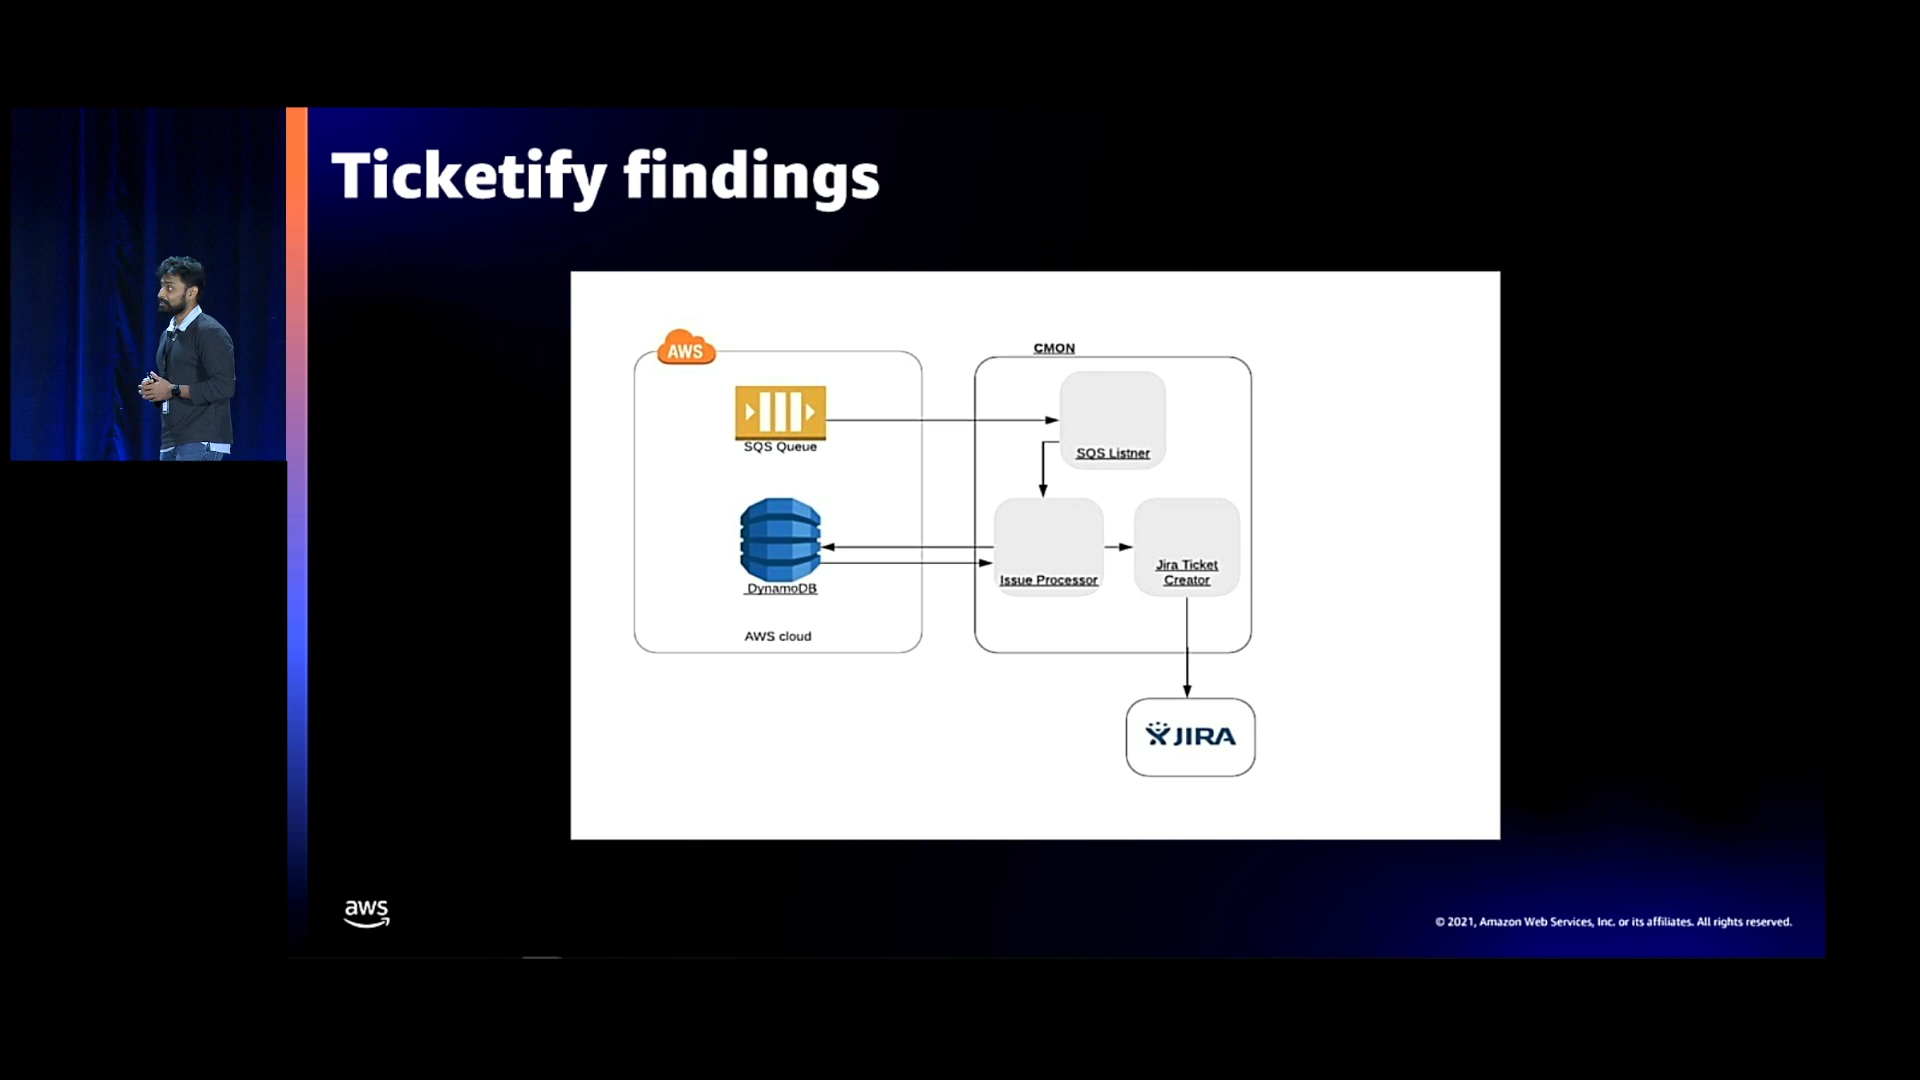 Ticketify findings
AWS
CMON
SQS Queue
SQS Listner
DynamoDB
Issue Processor
Jira Ticket
Creator
AWS cloud
JIRA
aws
© 2021, Amazon Web Services, Inc. or its affiliates. All rights reserved.